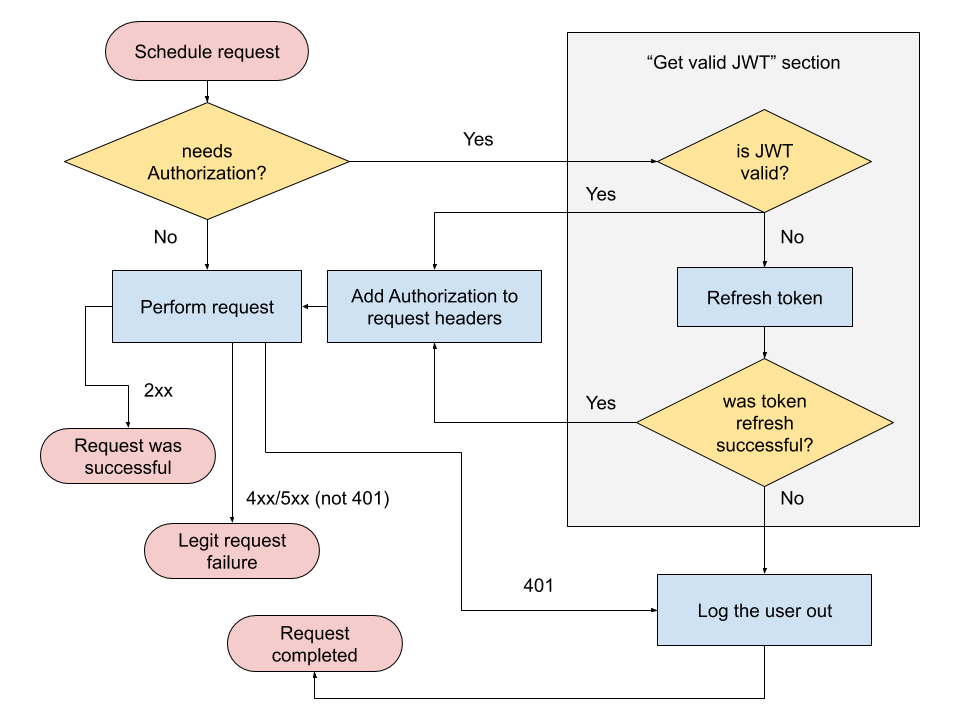 Schedule request
“Get valid JWT” section
needs
Authorization?
Yes
is JWT
valid?
Yes
No
No
Perform request
Add Authorization to
request headers
Refresh token
2xx
Yes
was token
refresh
successful?
Request was
successful
4xx/5xx (not 401)
No
Legit request
failure
401
Log the user out
Request
completed